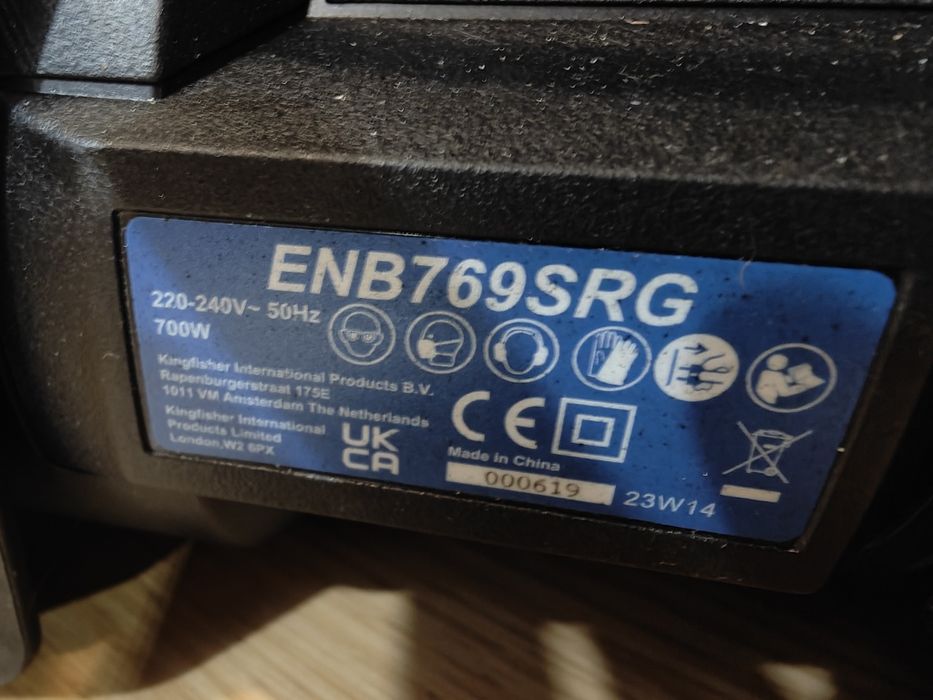 ENB769SRG
220-240V~ 50Hz
700W
Kingfisher International Products B.V.
Rapenburgerstraat 175E
1011 VM Amsterdam The Netherlands
Kingfisher International
Products Limited
London,W2 6PX
UK
CA
CE
Made in China
000619
23W14